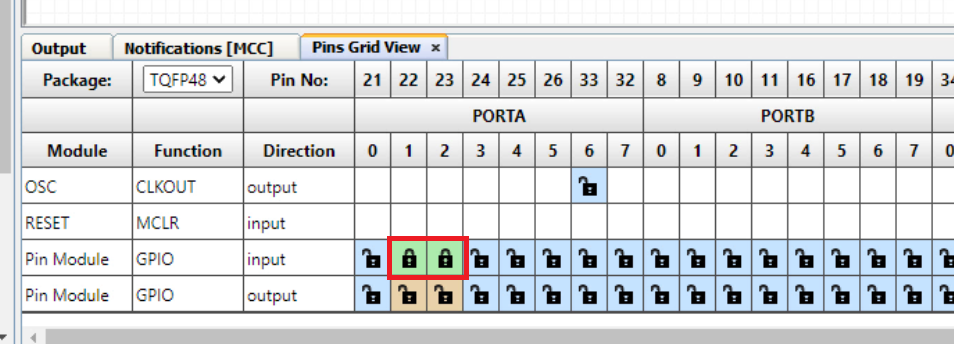 Output Notifications [MCC] Pins Grid View ×
Package: TQFP48 Pin No: 21 22 23 24 25 26 33 32 8 9 10 11 16 17 18 19
PORTA PORTB
Module Function Direction 0 1 2 3 4 5 6 7 0 1 2 3 4 5 6 7 0
OSC CLKOUT output
RESET MCLR input
Pin Module GPIO input
Pin Module GPIO output